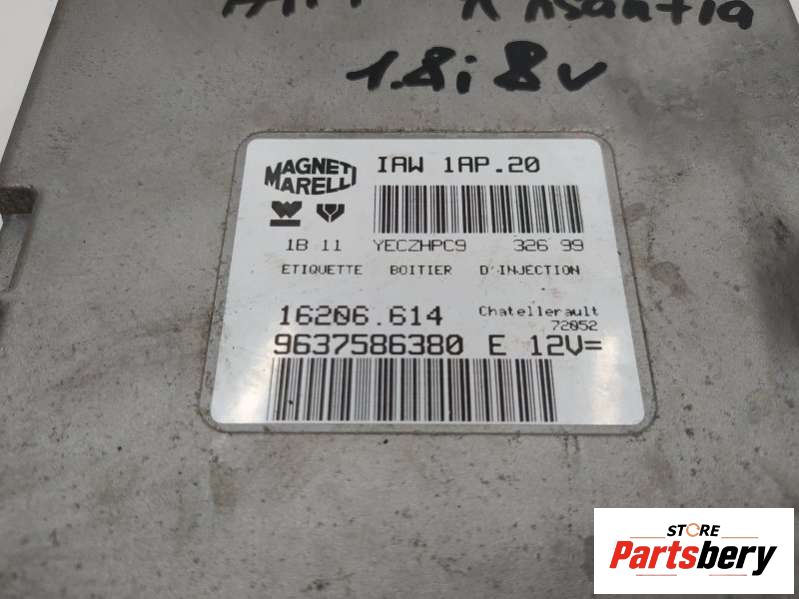 1.8i 8v
MAGNETI MARELLI
IAW 1AP.20
1B 11 YECZHPC9 326 99
ETIQUETTE BOITIER D'INJECTION
16206.614 Chatellerault
72052
9637586380 E 12V=
STORE
Partsbery